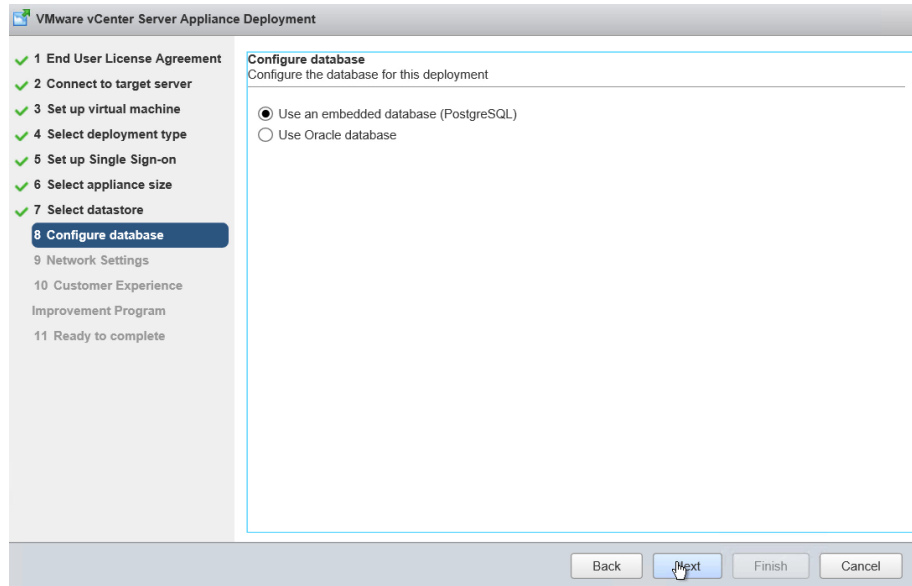 VMware vCenter Server Appliance Deployment
1 End User License Agreement
2 Connect to target server
3 Set up virtual machine
4 Select deployment type
5 Set up Single Sign-on
6 Select appliance size
7 Select datastore
8 Configure database
9 Network Settings
10 Customer Experience
Improvement Program
11 Ready to complete
Configure database
Configure the database for this deployment
Use an embedded database (PostgreSQL)
Use Oracle database
Back
Next
Finish
Cancel